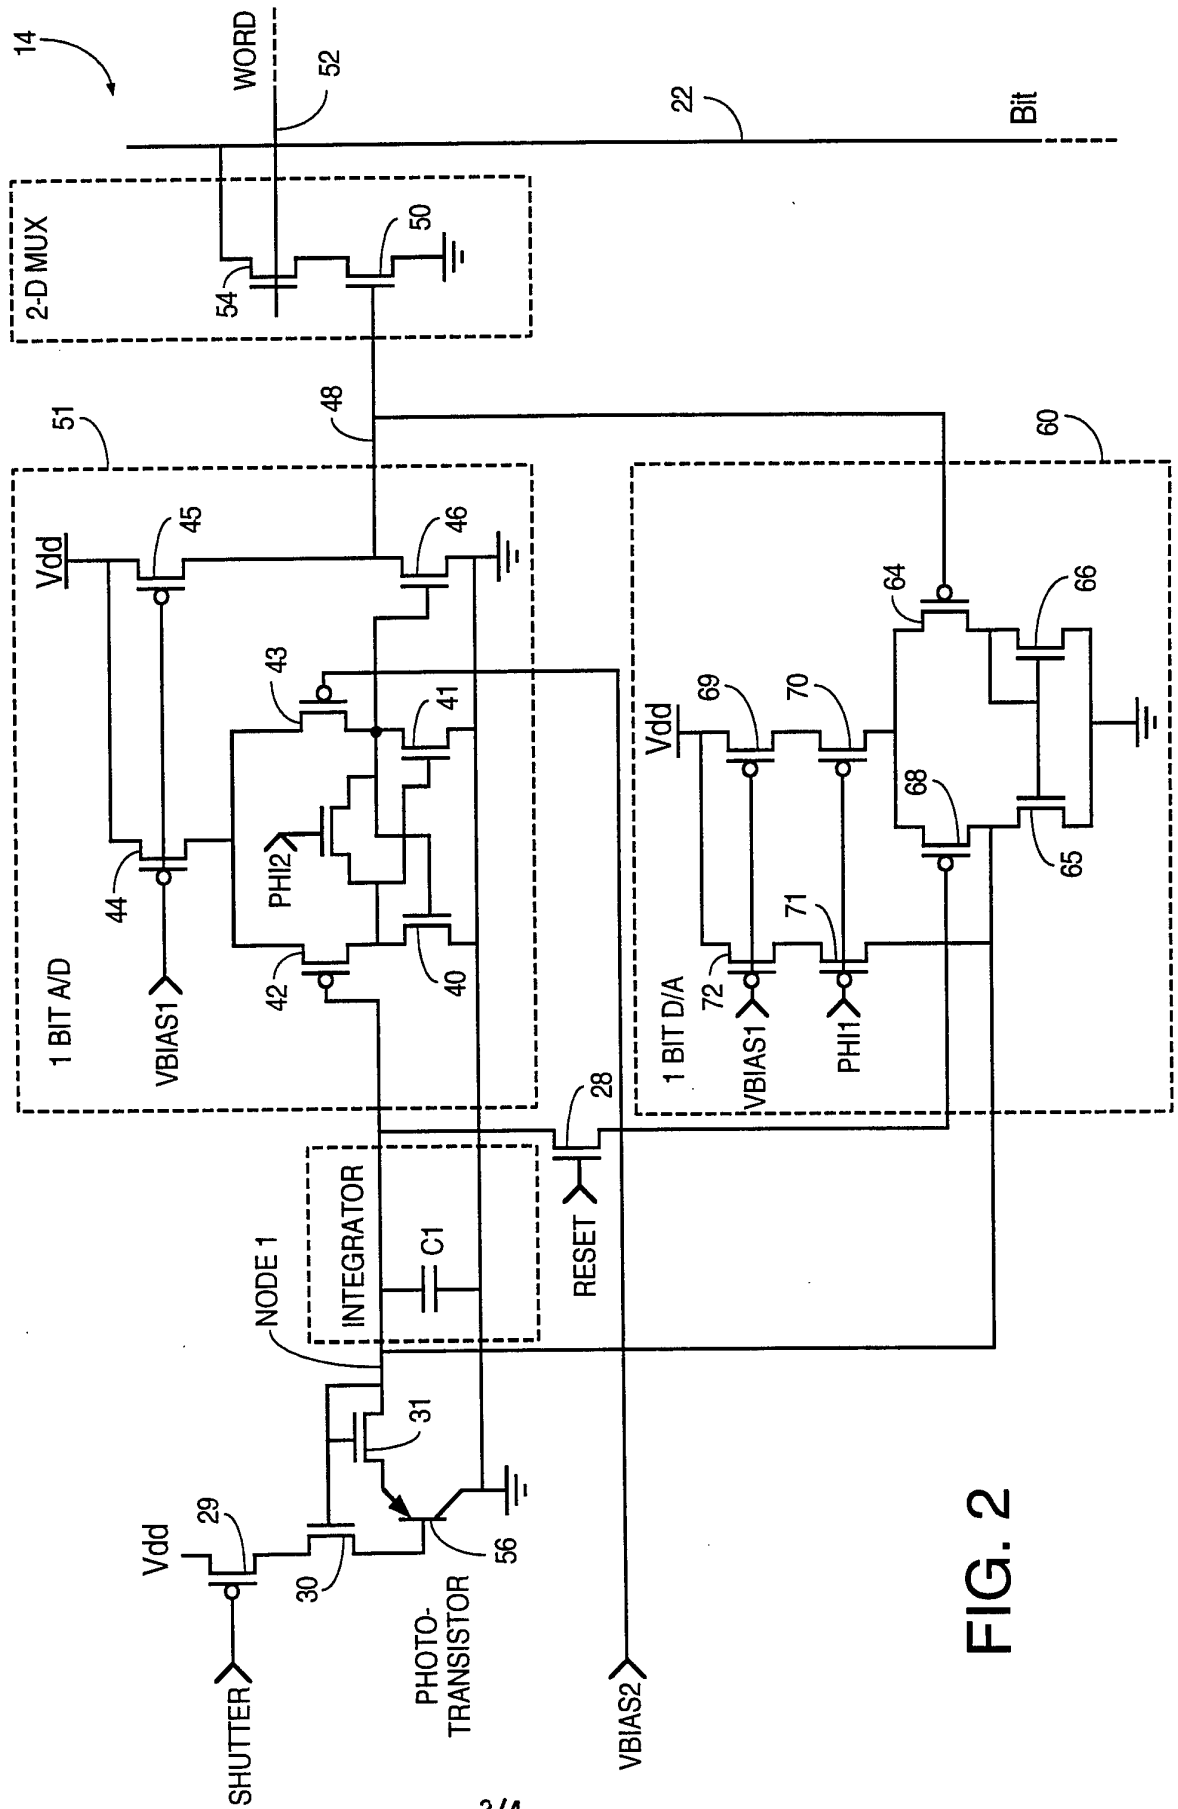 14
WORD
52
22
Bit
2-D MUX
54
50
51
48
1 BIT A/D
Vdd
45
44
VBIAS1
43
42
PHI2
41
40
46
60
1 BIT D/A
Vdd
69
70
72
71
VBIAS1
PHI1
64
68
66
65
NODE 1
INTEGRATOR
C1
28
RESET
Vdd
29
30
31
56
SHUTTER
PHOTO-
TRANSISTOR
VBIAS2
FIG. 2